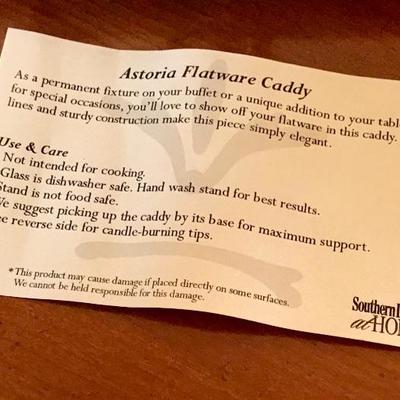 Astoria Flatware Caddy
As a permanent fixture on your buffet or a unique addition to your table
for special occasions, you'll love to show off your flatware in this caddy.
lines and sturdy construction make this piece simply elegant.
Use & Care
Not intended for cooking.
Glass is dishwasher safe. Hand wash stand for best results.
Stand is not food safe.
We suggest picking up the caddy by its base for maximum support.
reverse side for candle-burning tips.
*This product may cause damage if placed directly on some surfaces.
We cannot be held responsible for this damage.
Southern
at HO